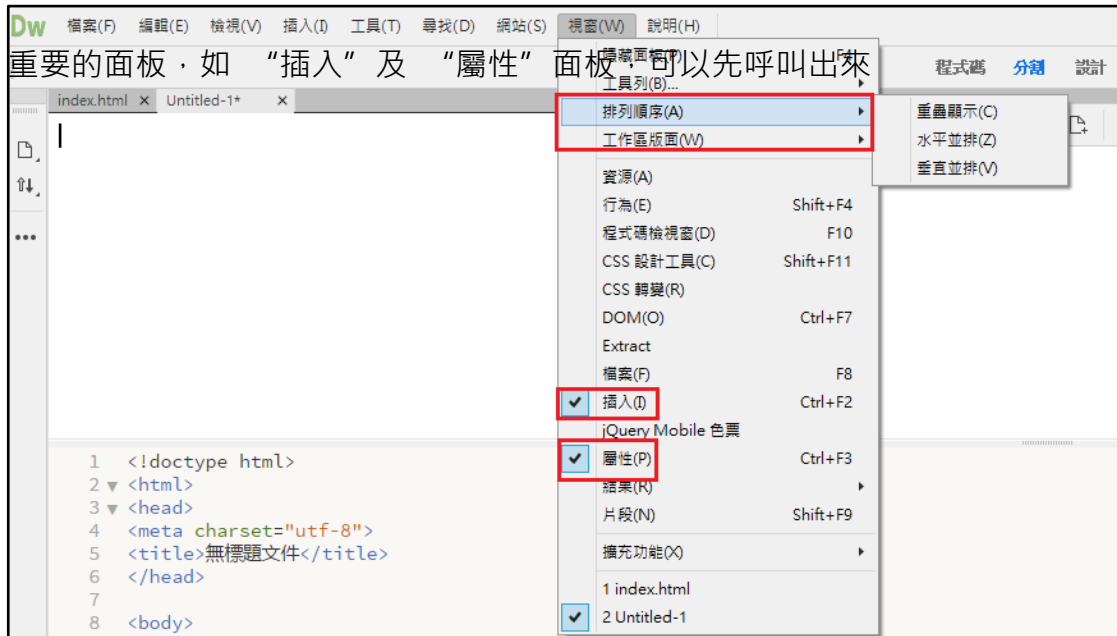 Dw 檔案(F) 編輯(E) 檢視(V) 插入(I) 工具(T) 尋找(D) 網站(S) 視窗(W) 說明(H)
重要的面板，如 “插入”及 “屬性”面板，可以先呼叫出來
程式碼 分割 設計
index.html × Untitled-1* ×
隱藏面板(P) F4
工具列(B)...
排列順序(A)
工作區版面(W)
重疊顯示(C)
水平並排(Z)
垂直並排(V)
資源(A)
行為(E) Shift+F4
程式碼檢視窗(D) F10
CSS 設計工具(C) Shift+F11
CSS 轉變(R)
DOM(O) Ctrl+F7
Extract
檔案(F) F8
插入(I) Ctrl+F2
jQuery Mobile 色票
屬性(P) Ctrl+F3
結果(R)
片段(N) Shift+F9
擴充功能(X)
1 index.html
2 Untitled-1
1 <!doctype html>
2 <html>
3 <head>
4 <meta charset="utf-8">
5 <title>無標題文件</title>
6 </head>
7
8 <body>